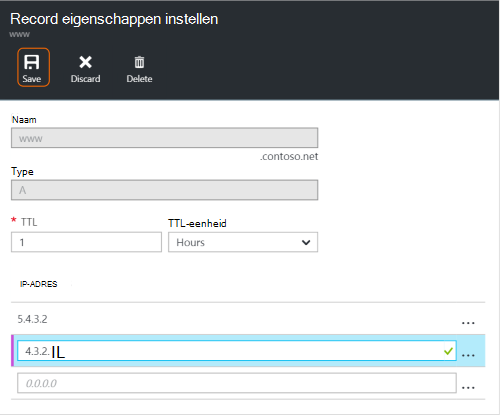 Record eigenschappen instellen
www
Save Discard Delete
Naam
www
.contoso.net
Type
A
* TTL TTL-eenheid
1 Hours
IP-ADRES
5.4.3.2 ...
4.3.2.IL ...
0.0.0.0 ...